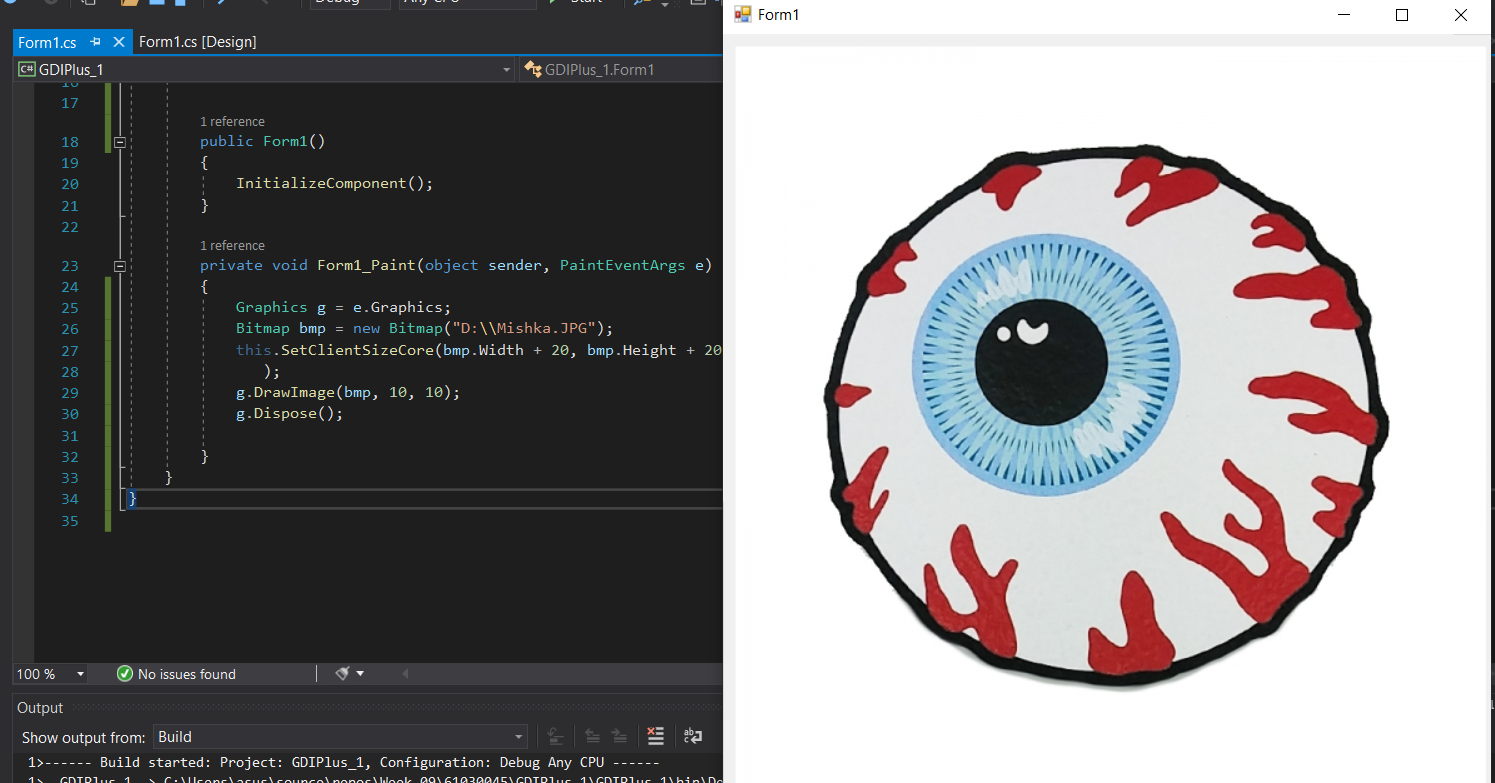 Debug Any CPU Start
Form1.cs Form1.cs [Design]
C# GDIPlus_1 GDIPlus_1.Form1
16
17
1 reference
18 public Form1()
19 {
20 InitializeComponent();
21 }
22
1 reference
23 private void Form1_Paint(object sender, PaintEventArgs e)
24 {
25 Graphics g = e.Graphics;
26 Bitmap bmp = new Bitmap("D:\\Mishka.JPG");
27 this.SetClientSizeCore(bmp.Width + 20, bmp.Height + 20
28 );
29 g.DrawImage(bmp, 10, 10);
30 g.Dispose();
31
32 }
33 }
34 }
35
100 % No issues found
Output
Show output from: Build
1>------ Build started: Project: GDIPlus_1, Configuration: Debug Any CPU ------
1> GDIPlus_1 -> C:\Users\asus\source\repos\Week_09\61030045\GDIPlus_1\GDIPlus_1\bin\De
Form1